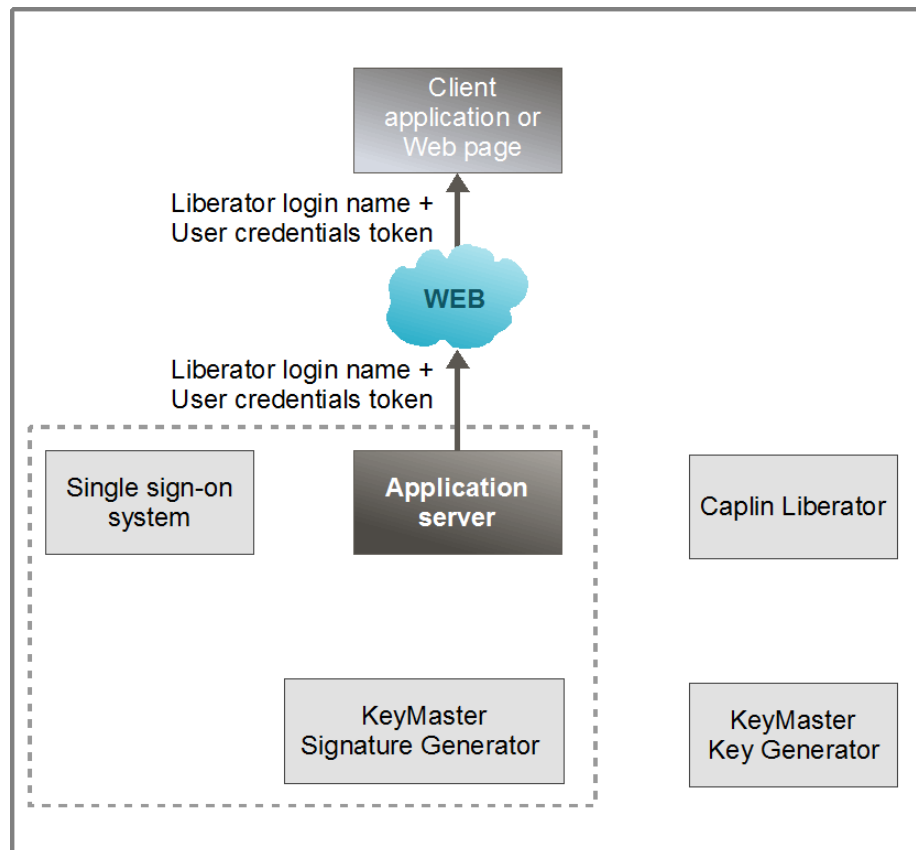 Client
application or
Web page
Liberator login name +
User credentials token
WEB
Liberator login name +
User credentials token
Single sign-on
system
Application
server
Caplin Liberator
KeyMaster
Signature Generator
KeyMaster
Key Generator